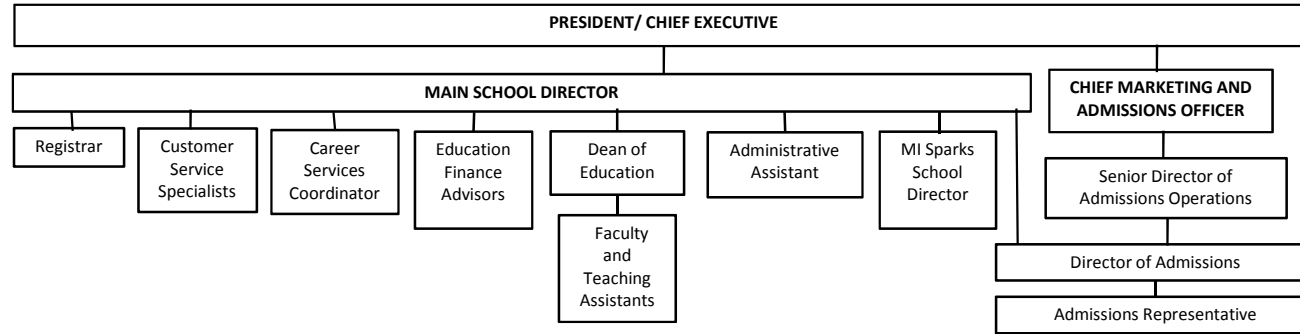 PRESIDENT/ CHIEF EXECUTIVE
MAIN SCHOOL DIRECTOR
CHIEF MARKETING AND
ADMISSIONS OFFICER
Registrar
Customer
Service
Specialists
Career
Services
Coordinator
Education
Finance
Advisors
Dean of
Education
Administrative
Assistant
MI Sparks
School
Director
Senior Director of
Admissions Operations
Faculty
and
Teaching
Assistants
Director of Admissions
Admissions Representative